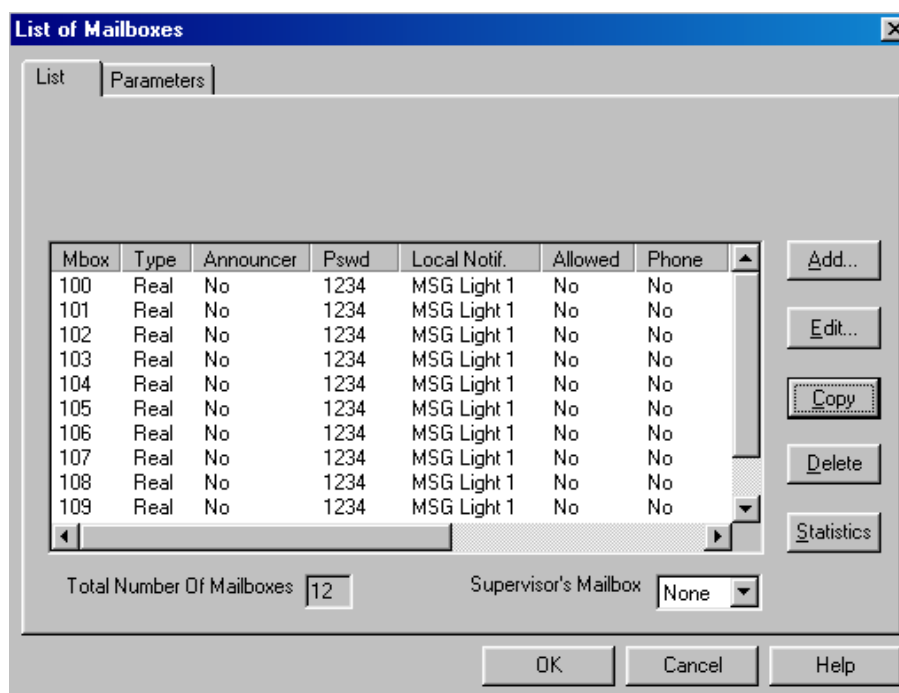 List of Mailboxes
List Parameters
Mbox Type Announcer Pswd Local Notif. Allowed Phone
100 Real No 1234 MSG Light 1 No No
101 Real No 1234 MSG Light 1 No No
102 Real No 1234 MSG Light 1 No No
103 Real No 1234 MSG Light 1 No No
104 Real No 1234 MSG Light 1 No No
105 Real No 1234 MSG Light 1 No No
106 Real No 1234 MSG Light 1 No No
107 Real No 1234 MSG Light 1 No No
108 Real No 1234 MSG Light 1 No No
109 Real No 1234 MSG Light 1 No No
Add...
Edit...
Copy
Delete
Statistics
Total Number Of Mailboxes 12 Supervisor's Mailbox None
OK Cancel Help